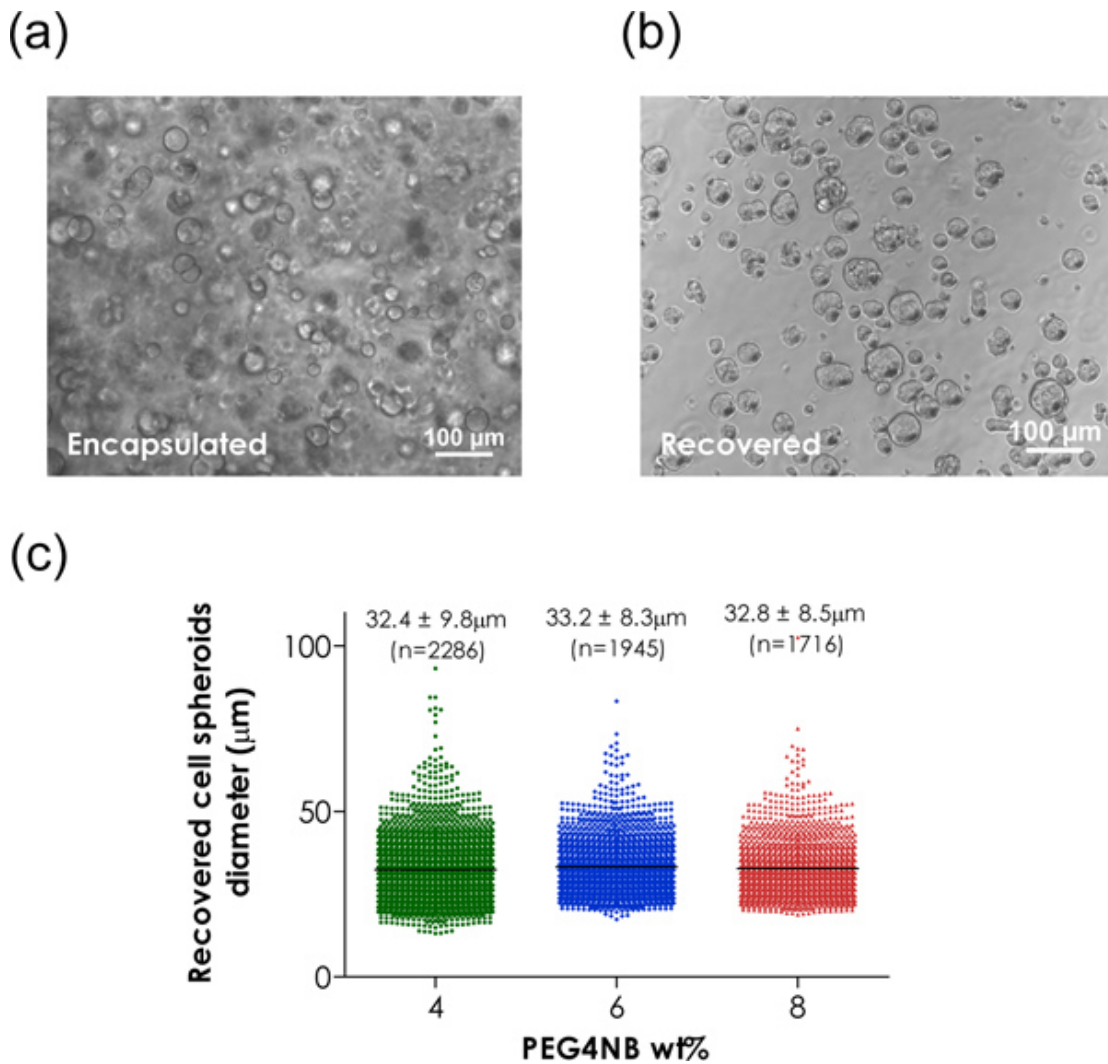 (a)
(b)
Encapsulated
100 μm
Recovered
100 μm
(c)
Recovered cell spheroids
diameter (μm)
100
50
0
32.4 ± 9.8μm
(n=2286)
33.2 ± 8.3μm
(n=1945)
32.8 ± 8.5μm
(n=1716)
4
6
8
PEG4NB wt%